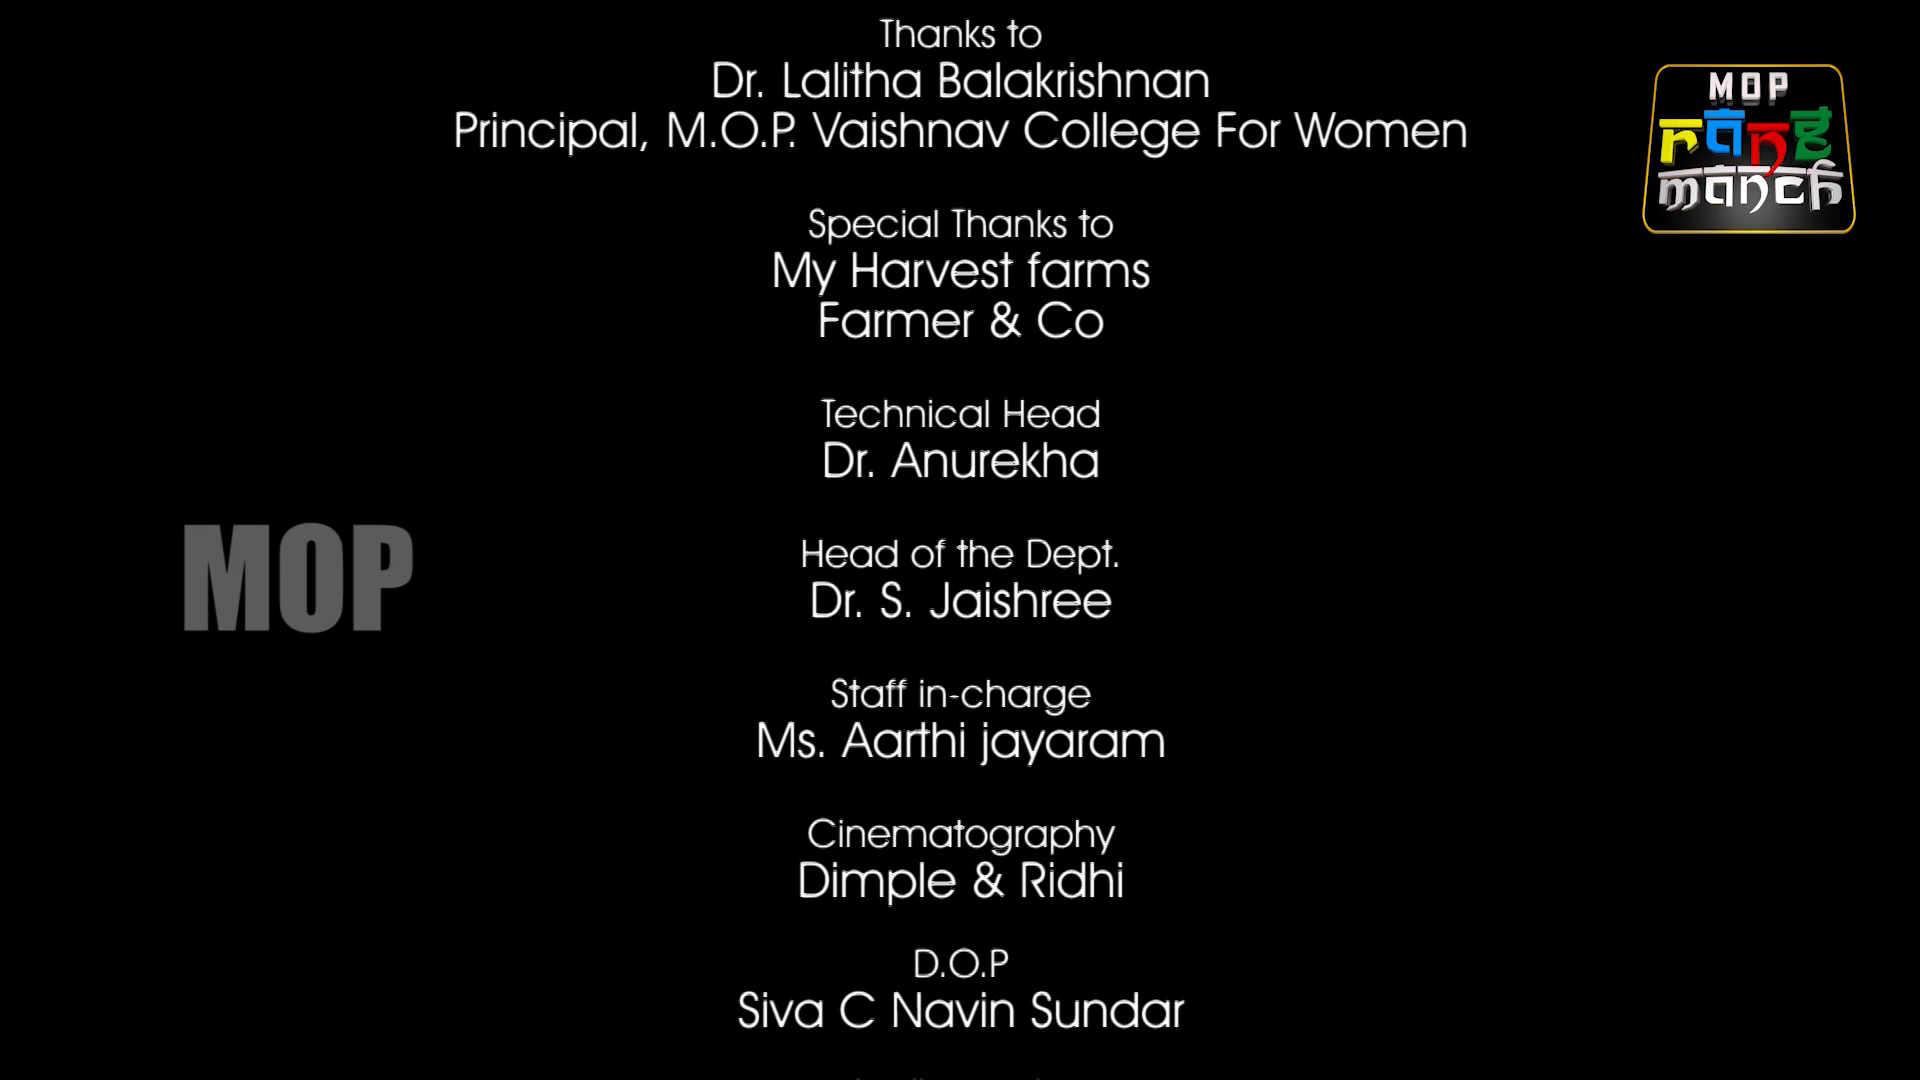 Thanks to
Dr. Lalitha Balakrishnan
Principal, M.O.P. Vaishnav College For Women
MOP
rang
manch
Special Thanks to
My Harvest farms
Farmer & Co
Technical Head
Dr. Anurekha
MOP
Head of the Dept.
Dr. S. Jaishree
Staff in-charge
Ms. Aarthi jayaram
Cinematography
Dimple & Ridhi
D.O.P
Siva C Navin Sundar